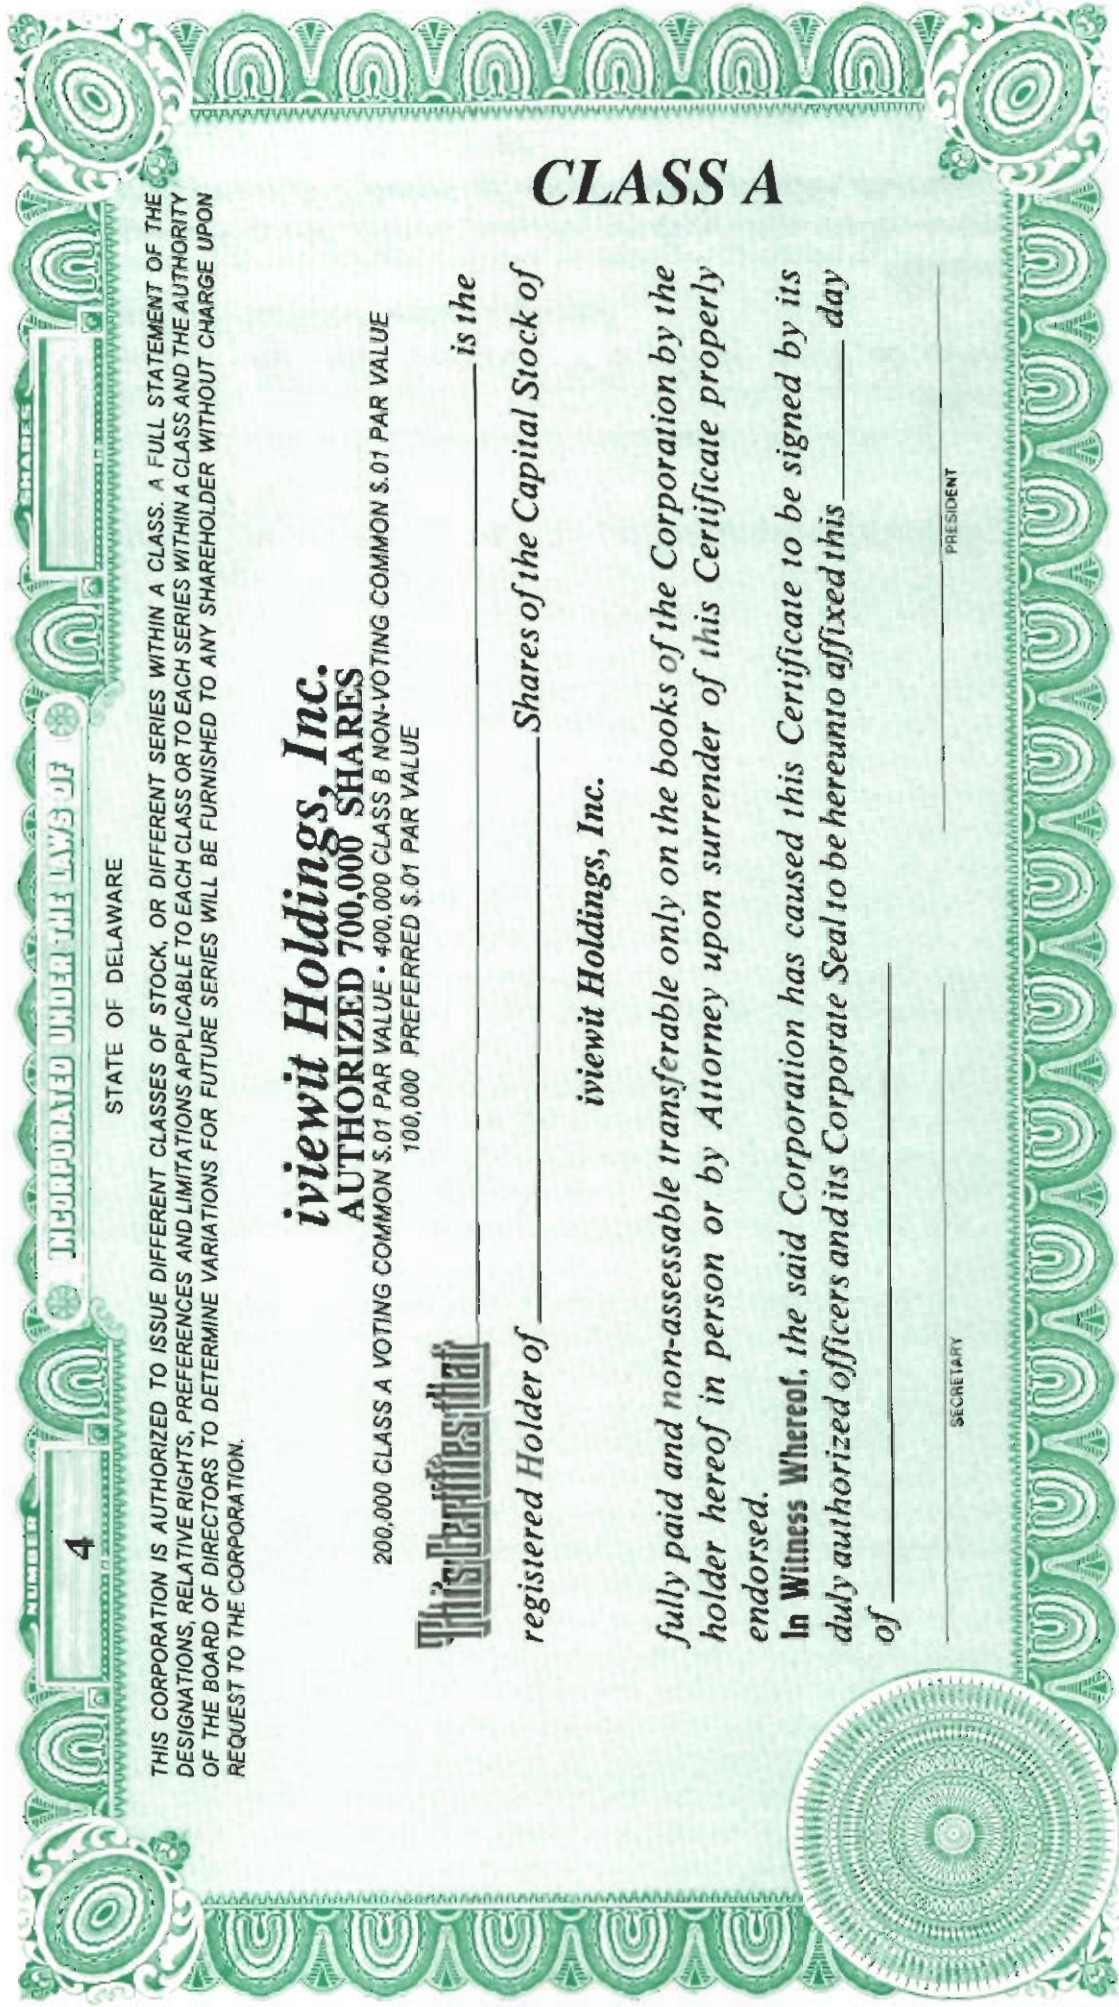 NUMBER
4
INCORPORATED UNDER THE LAWS OF
SHARES
STATE OF DELAWARE
THIS CORPORATION IS AUTHORIZED TO ISSUE DIFFERENT CLASSES OF STOCK, OR DIFFERENT SERIES WITHIN A CLASS. A FULL STATEMENT OF THE
DESIGNATIONS, RELATIVE RIGHTS, PREFERENCES AND LIMITATIONS APPLICABLE TO EACH CLASS OR TO EACH SERIES WITHIN A CLASS AND THE AUTHORITY
OF THE BOARD OF DIRECTORS TO DETERMINE VARIATIONS FOR FUTURE SERIES WILL BE FURNISHED TO ANY SHAREHOLDER WITHOUT CHARGE UPON
REQUEST TO THE CORPORATION.
iviewit Holdings, Inc.
AUTHORIZED 700,000 SHARES
200,000 CLASS A VOTING COMMON $.01 PAR VALUE • 400,000 CLASS B NON-VOTING COMMON $.01 PAR VALUE
100,000 PREFERRED $.01 PAR VALUE
This Certifies that is the
registered Holder of Shares of the Capital Stock of
CLASS A
iviewit Holdings, Inc.
fully paid and non-assessable transferable only on the books of the Corporation by the
holder hereof in person or by Attorney upon surrender of this Certificate properly
endorsed.
In Witness Whereof, the said Corporation has caused this Certificate to be signed by its
duly authorized officers and its Corporate Seal to be hereunto affixed this day
of
SECRETARY PRESIDENT